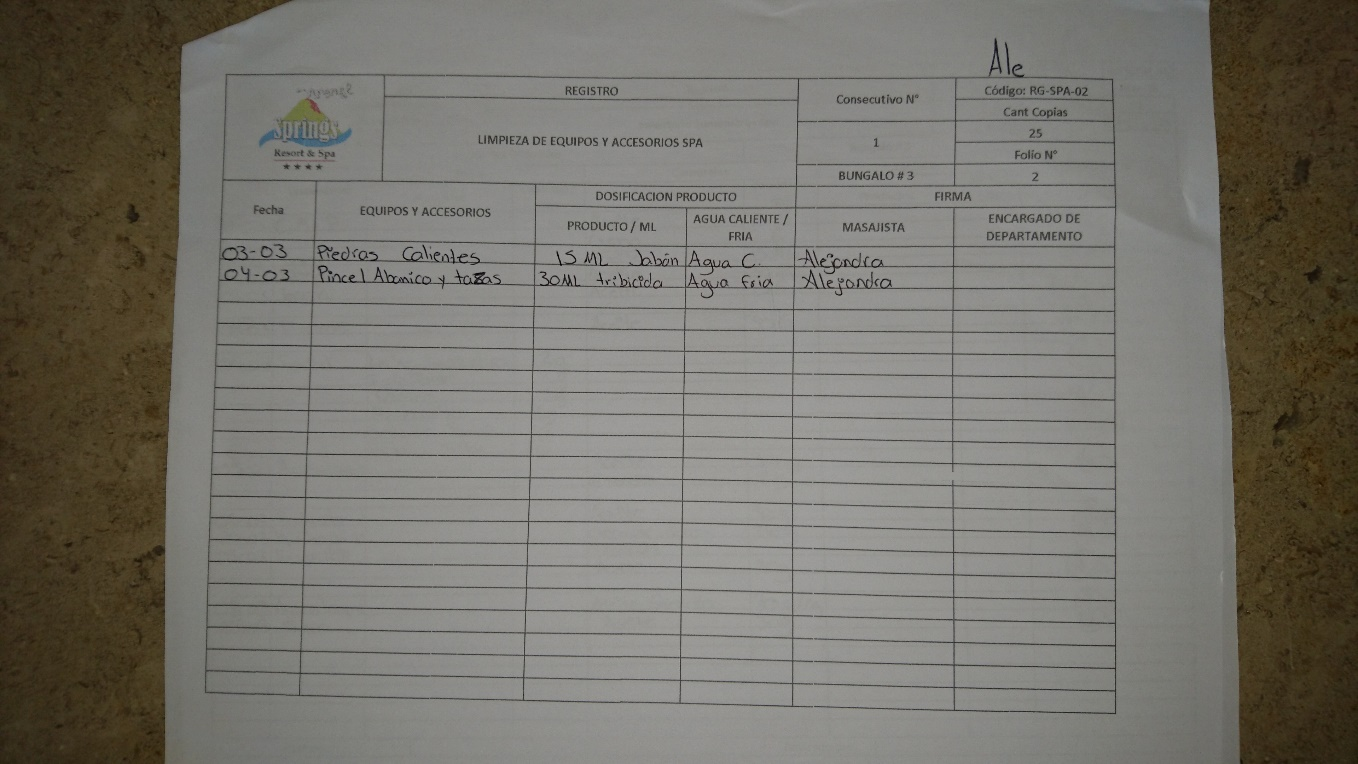 Ale
REGISTRO
Consecutivo N°
Código: RG-SPA-02
Cant Copias
Springs
Resort & Spa
LIMPIEZA DE EQUIPOS Y ACCESORIOS SPA
1
25
Folio N°
BUNGALO # 3
2
Fecha
EQUIPOS Y ACCESORIOS
DOSIFICACION PRODUCTO
FIRMA
PRODUCTO / ML
AGUA CALIENTE / FRIA
MASAJISTA
ENCARGADO DE DEPARTAMENTO
03-03 Piedras Calientes 15 ML Jabón Agua C. Alejandra
04-03 Pincel Abanico y tazas 30ML tribicida Agua Fria Alejandra